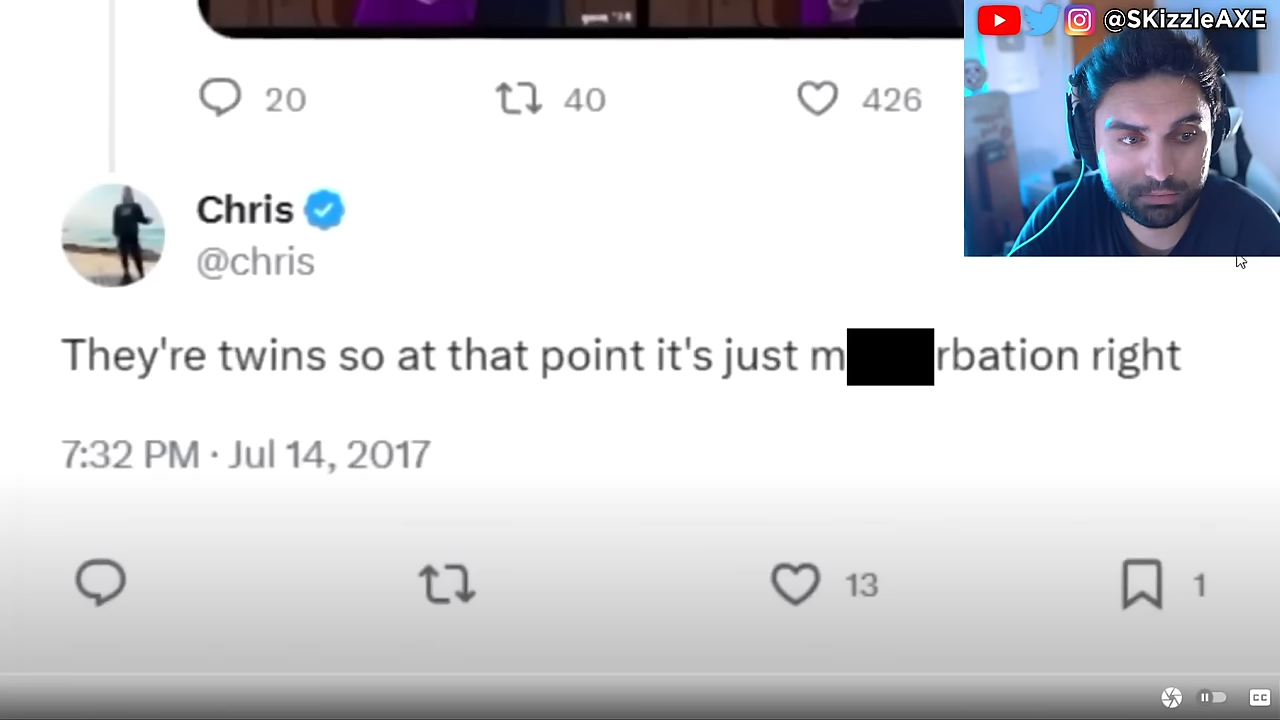 @SKizzleAXE
20 40 426
Chris
@chris
They're twins so at that point it's just m rbation right
7:32 PM · Jul 14, 2017
13 1
CC